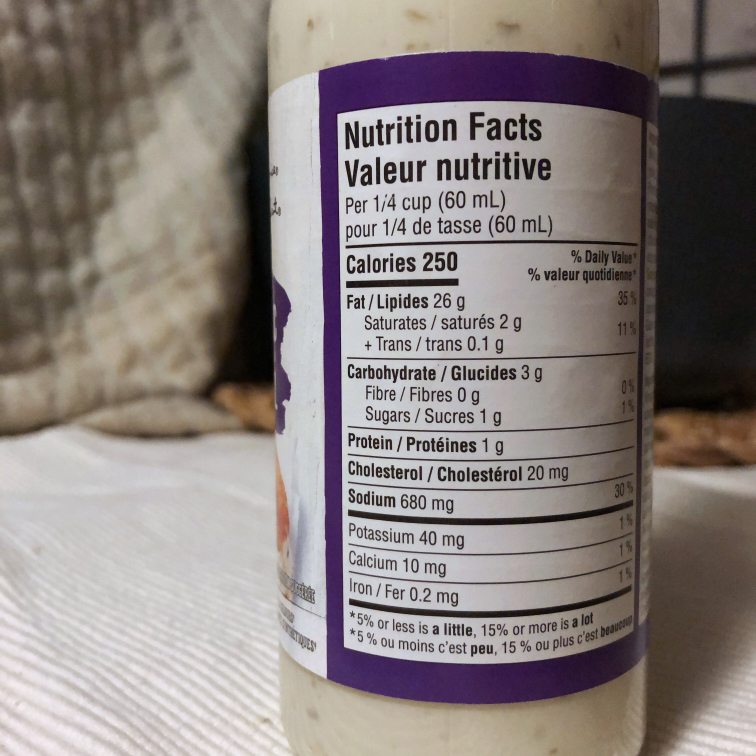 Nutrition Facts
Valeur nutritive
Per 1/4 cup (60 mL)
pour 1/4 de tasse (60 mL)
Calories 250
% Daily Value*
% valeur quotidienne*
Fat / Lipides 26 g 35 %
Saturates / saturés 2 g
+ Trans / trans 0.1 g 11 %
Carbohydrate / Glucides 3 g
Fibre / Fibres 0 g 0 %
Sugars / Sucres 1 g 1 %
Protein / Protéines 1 g
Cholesterol / Cholestérol 20 mg
Sodium 680 mg 30 %
Potassium 40 mg 1 %
Calcium 10 mg 1 %
Iron / Fer 0.2 mg 1 %
*5% or less is a little, 15% or more is a lot
*5 % ou moins c'est peu, 15 % ou plus c'est beaucoup